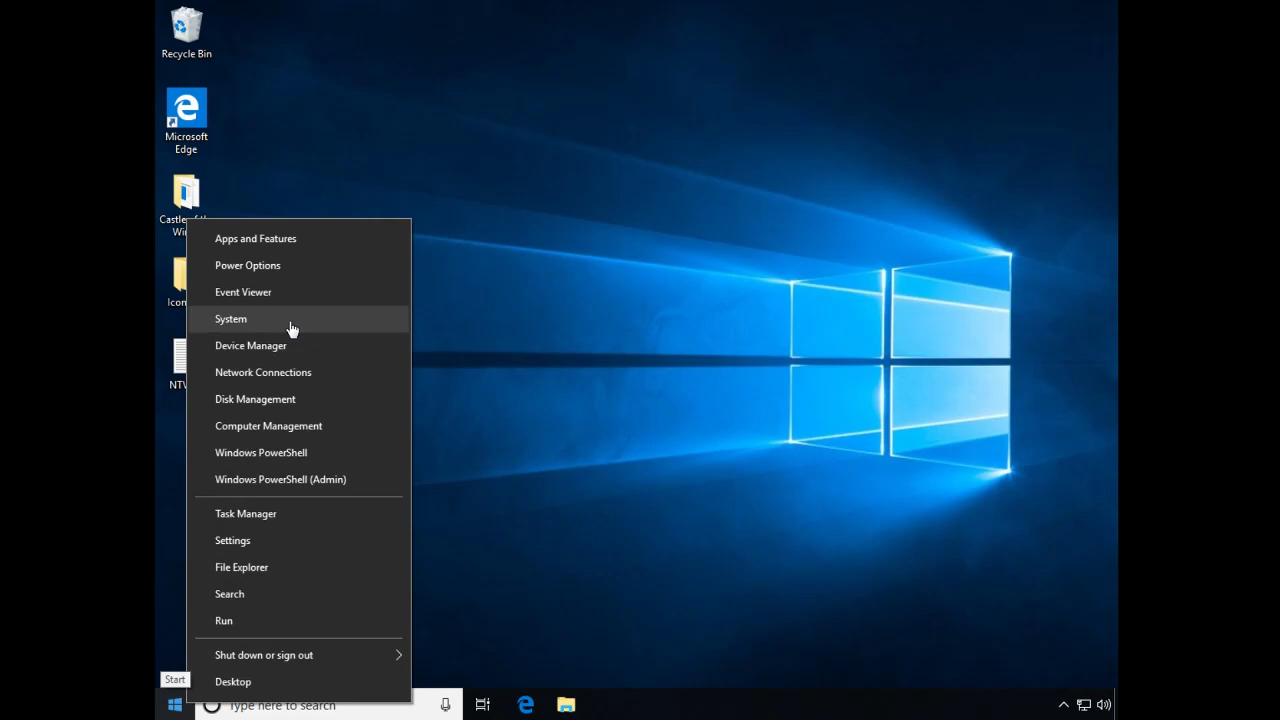 Recycle Bin
Microsoft
Edge
Apps and Features
Power Options
Event Viewer
System
Device Manager
Network Connections
Disk Management
Computer Management
Windows PowerShell
Windows PowerShell (Admin)
Task Manager
Settings
File Explorer
Search
Run
Shut down or sign out
Desktop
Start
Type here to search